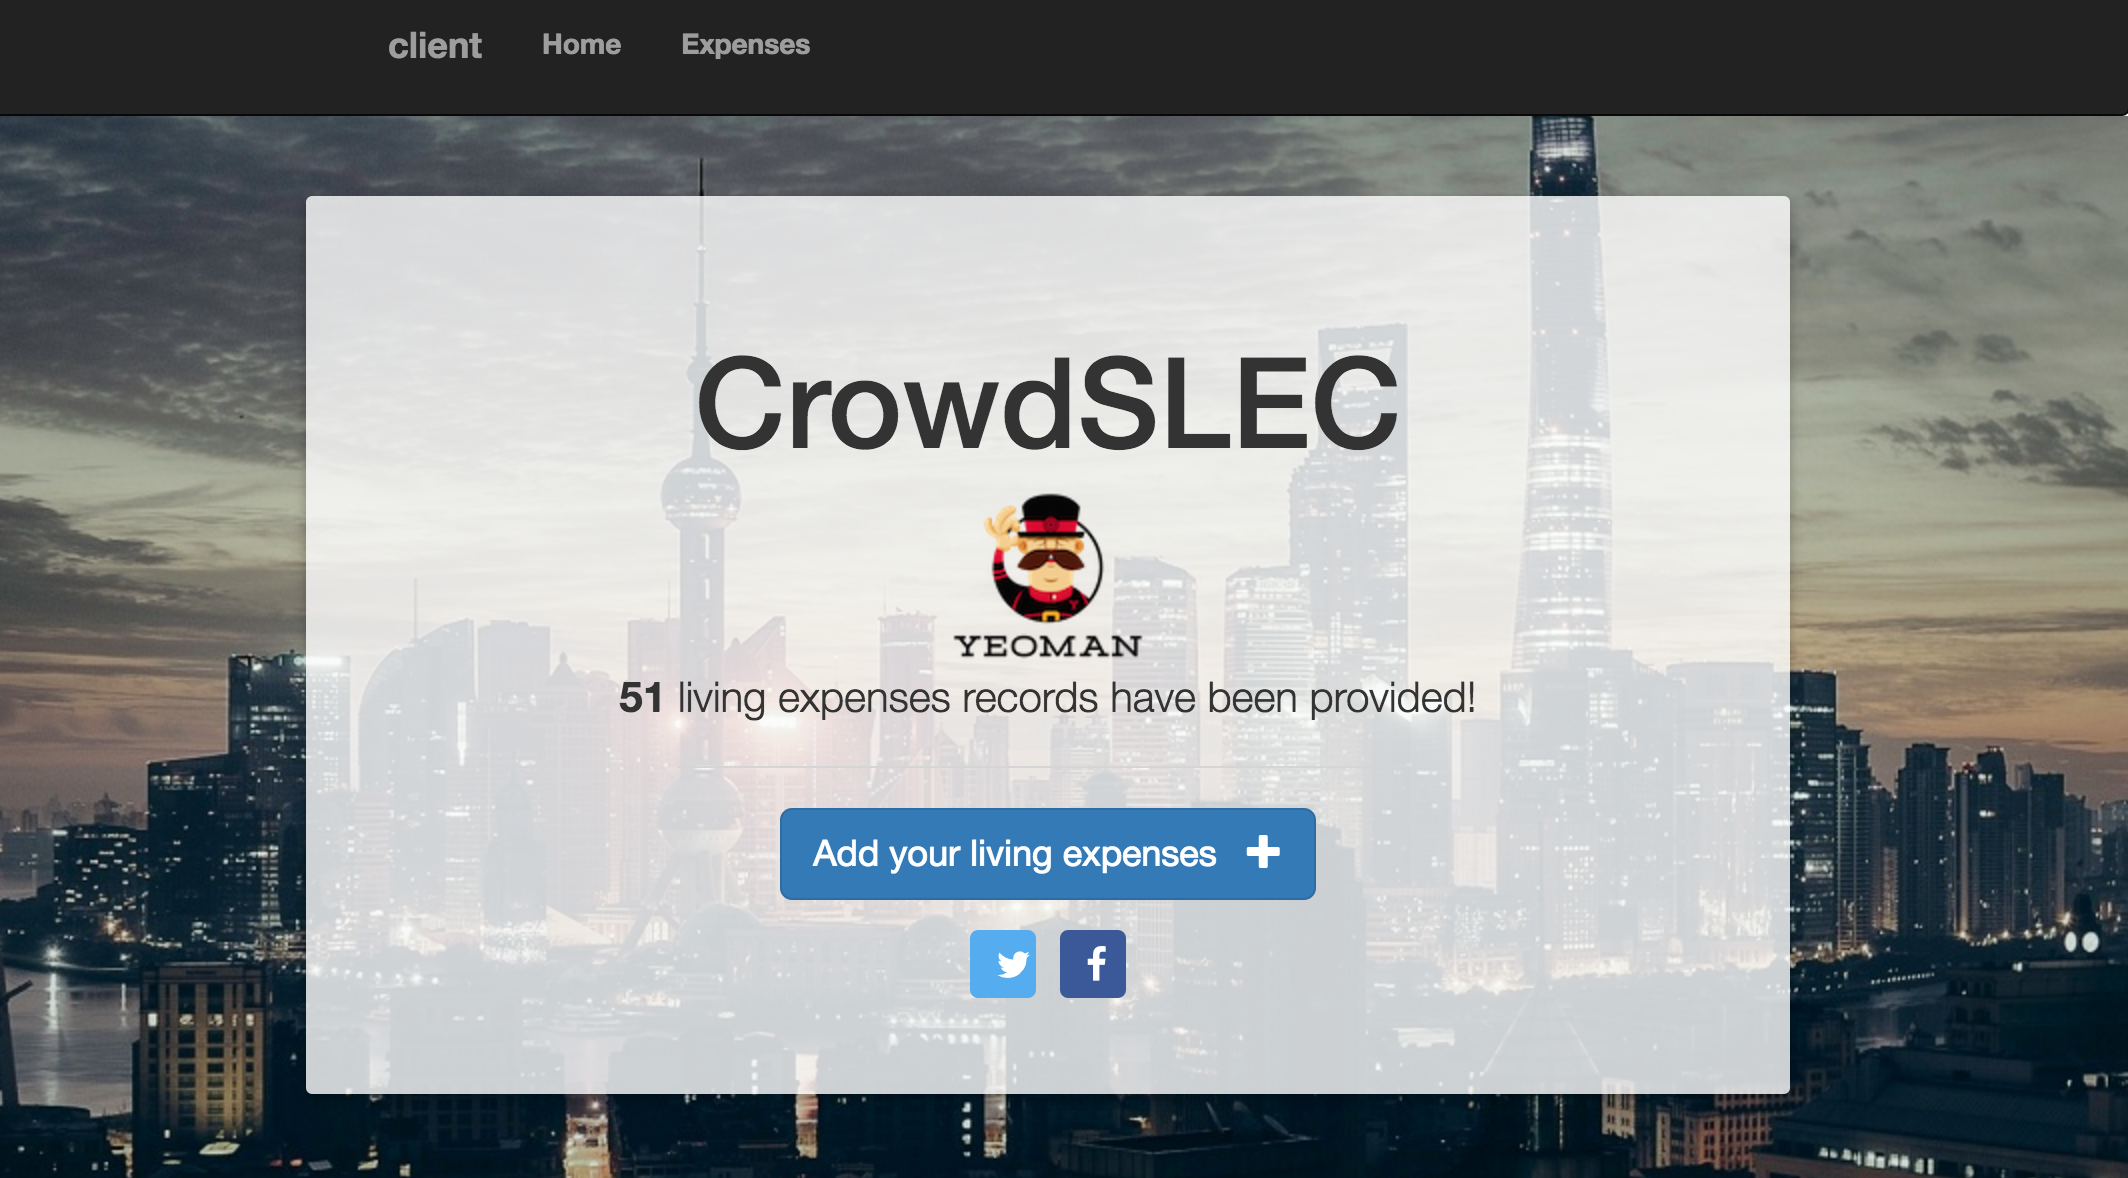 client Home Expenses
CrowdSLEC
YEOMAN
51 living expenses records have been provided!
Add your living expenses